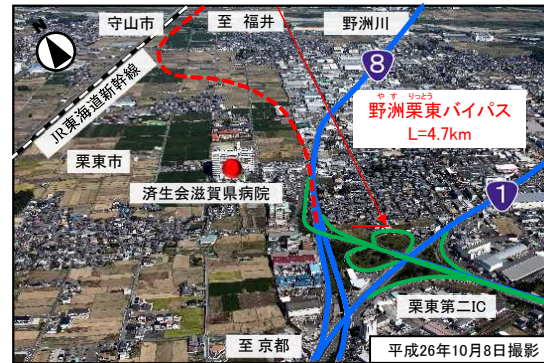 守山市
至 福井
野洲川
N
8
JR東海道新幹線
やす りっとう
野洲栗東バイパス
L=4.7km
栗東市
1
済生会滋賀県病院
栗東第二IC
至 京都
平成26年10月8日撮影